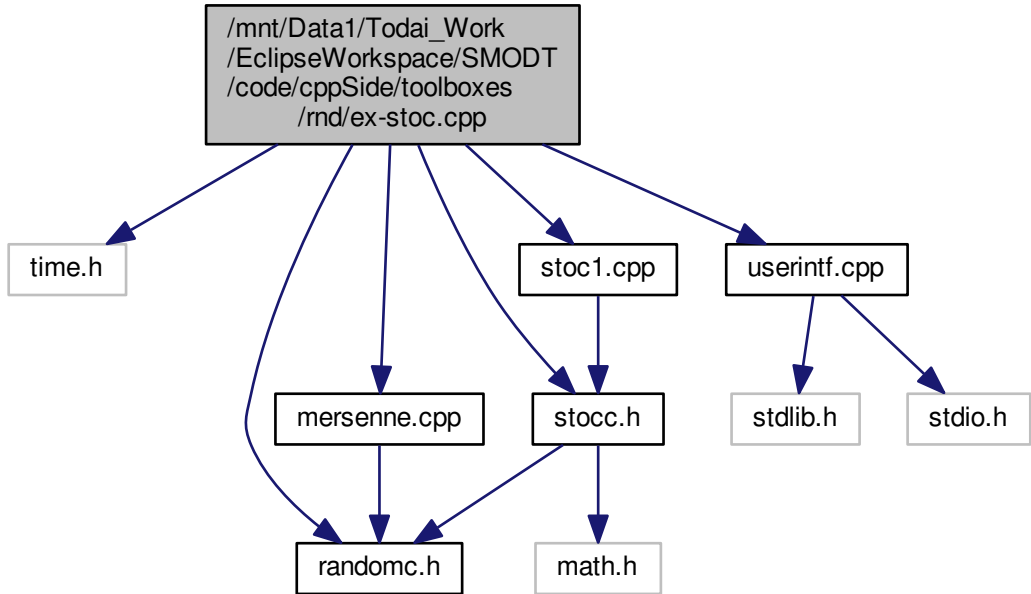 /mnt/Data1/Todai_Work
/EclipseWorkspace/SMODT
/code/cppSide/toolboxes
/rnd/ex-stoc.cpp
time.h
stoc1.cpp
userintf.cpp
mersenne.cpp
stocc.h
stdlib.h
stdio.h
randomc.h
math.h